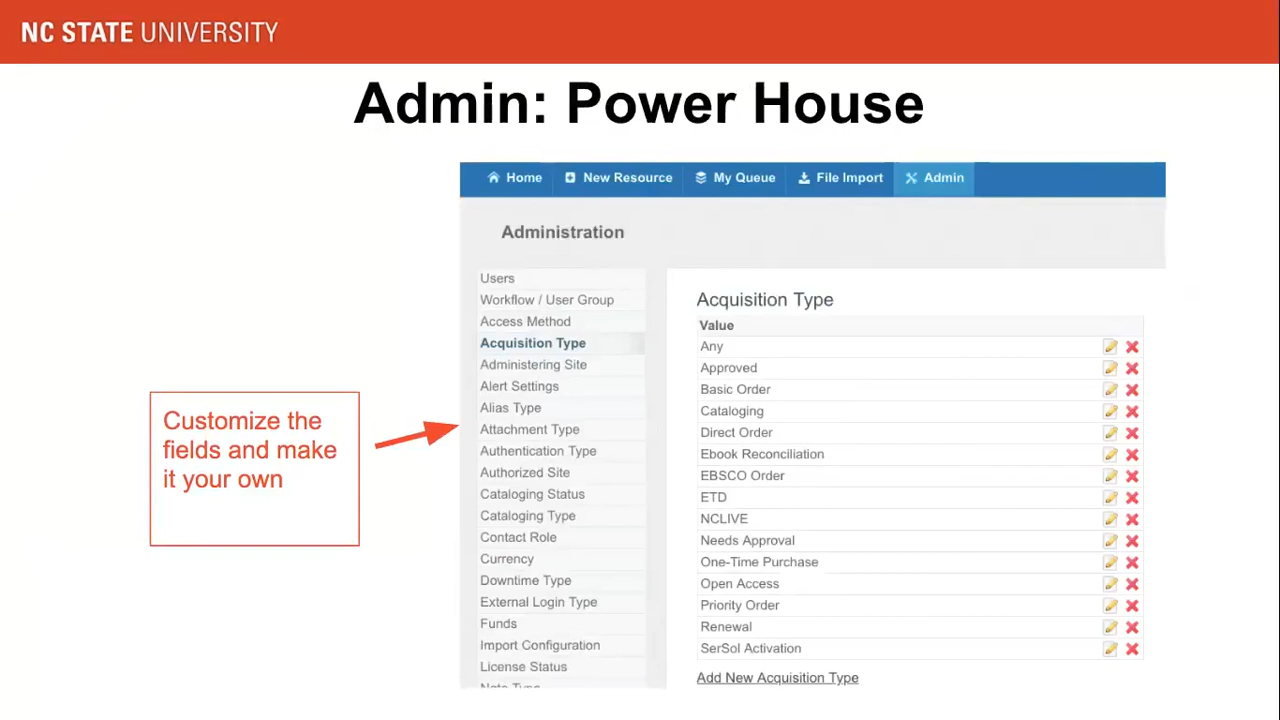 NC STATE UNIVERSITY
Admin: Power House
Home New Resource My Queue File Import Admin
Administration
Users
Workflow / User Group
Access Method
Acquisition Type
Administering Site
Alert Settings
Alias Type
Attachment Type
Authentication Type
Authorized Site
Cataloging Status
Cataloging Type
Contact Role
Currency
Downtime Type
External Login Type
Funds
Import Configuration
License Status
Note Type
Acquisition Type
Value
Any
Approved
Basic Order
Cataloging
Direct Order
Ebook Reconciliation
EBSCO Order
ETD
NCLIVE
Needs Approval
One-Time Purchase
Open Access
Priority Order
Renewal
SerSol Activation
Add New Acquisition Type
Customize the
fields and make
it your own